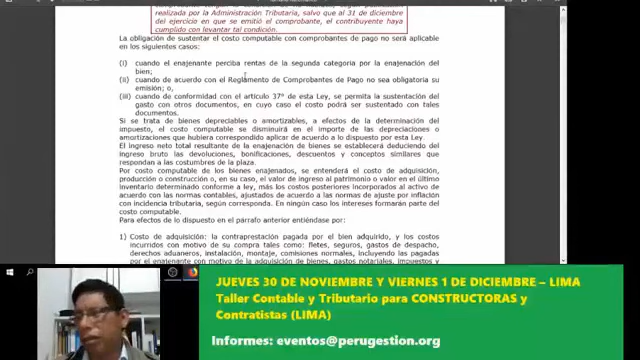 realizada por la Administración Tributaria, salvo que al 31 de diciembre
del ejercicio en que se emitió el comprobante, el contribuyente haya
cumplido con levantar tal condición.
La obligación de sustentar el costo computable con comprobantes de pago no será aplicable
en los siguientes casos:
(i) cuando el enajenante perciba rentas de la segunda categoría por la enajenación del
bien;
(ii) cuando de acuerdo con el Reglamento de Comprobantes de Pago no sea obligatoria su
emisión; o,
(iii) cuando de conformidad con el artículo 37° de esta Ley, se permita la sustentación del
gasto con otros documentos, en cuyo caso el costo podrá ser sustentado con tales
documentos.
Si se trata de bienes depreciables o amortizables, a efectos de la determinación del
impuesto, el costo computable se disminuirá en el importe de las depreciaciones o
amortizaciones que hubiera correspondido aplicar de acuerdo a lo dispuesto por esta Ley.
El ingreso neto total resultante de la enajenación de bienes se establecerá deduciendo del
ingreso bruto las devoluciones, bonificaciones, descuentos y conceptos similares que
respondan a las costumbres de la plaza.
Por costo computable de los bienes enajenados, se entenderá el costo de adquisición,
producción o construcción o, en su caso, el valor de ingreso al patrimonio o valor en el último
inventario determinado conforme a ley, más los costos posteriores incorporados al activo de
acuerdo con las normas contables, ajustados de acuerdo a las normas de ajuste por inflación
con incidencia tributaria, según corresponda. En ningún caso los intereses formarán parte del
costo computable.
Para efectos de lo dispuesto en el párrafo anterior entiéndase por:
1) Costo de adquisición: la contraprestación pagada por el bien adquirido, y los costos
incurridos con motivo de su compra tales como: fletes, seguros, gastos de despacho,
derechos aduaneros, instalación, montaje, comisiones normales, incluyendo las pagadas
por el enajenante con motivo de la adquisición de bienes, gastos notariales, impuestos y
JUEVES 30 DE NOVIEMBRE Y VIERNES 1 DE DICIEMBRE – LIMA
Taller Contable y Tributario para CONSTRUCTORAS y
Contratistas (LIMA)
Informes: eventos@perugestion.org